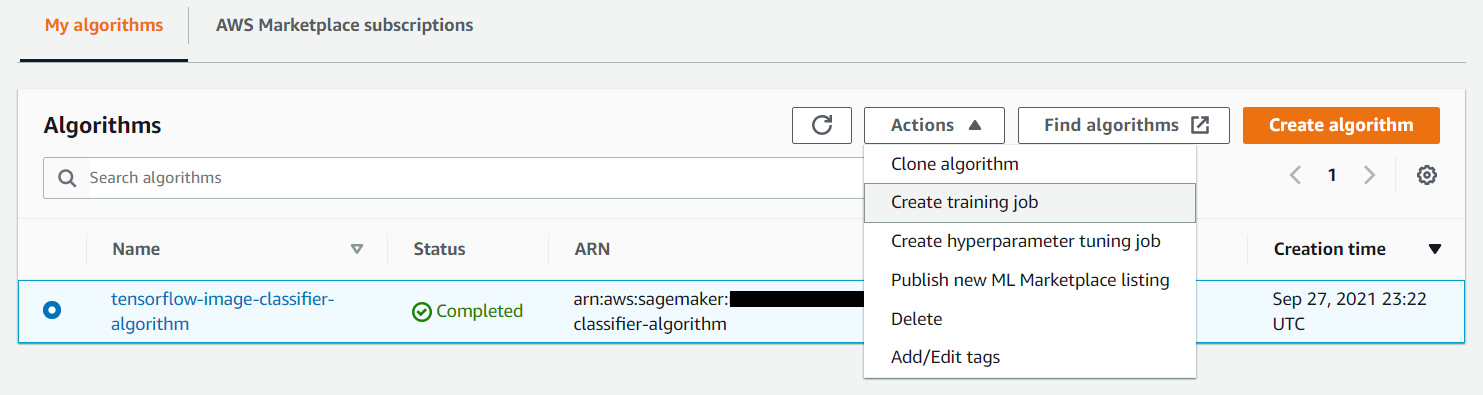 My algorithms
AWS Marketplace subscriptions
Algorithms
Actions
Find algorithms
Create algorithm
Search algorithms
1
Clone algorithm
Create training job
Create hyperparameter tuning job
Publish new ML Marketplace listing
Delete
Add/Edit tags
Name
Status
ARN
Creation time
tensorflow-image-classifier-
algorithm
Completed
arn:aws:sagemaker:
classifier-algorithm
Sep 27, 2021 23:22
UTC